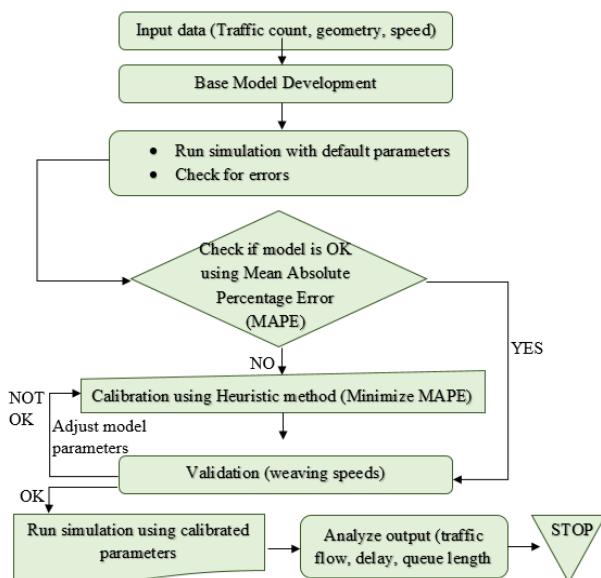 Input data (Traffic count, geometry, speed)
Base Model Development
• Run simulation with default parameters
• Check for errors
Check if model is OK
using Mean Absolute
Percentage Error
(MAPE)
YES
NO
NOT
OK
Calibration using Heuristic method (Minimize MAPE)
Adjust model
parameters
Validation (weaving speeds)
OK
Run simulation using calibrated
parameters
Analyze output (traffic
flow, delay, queue length
STOP